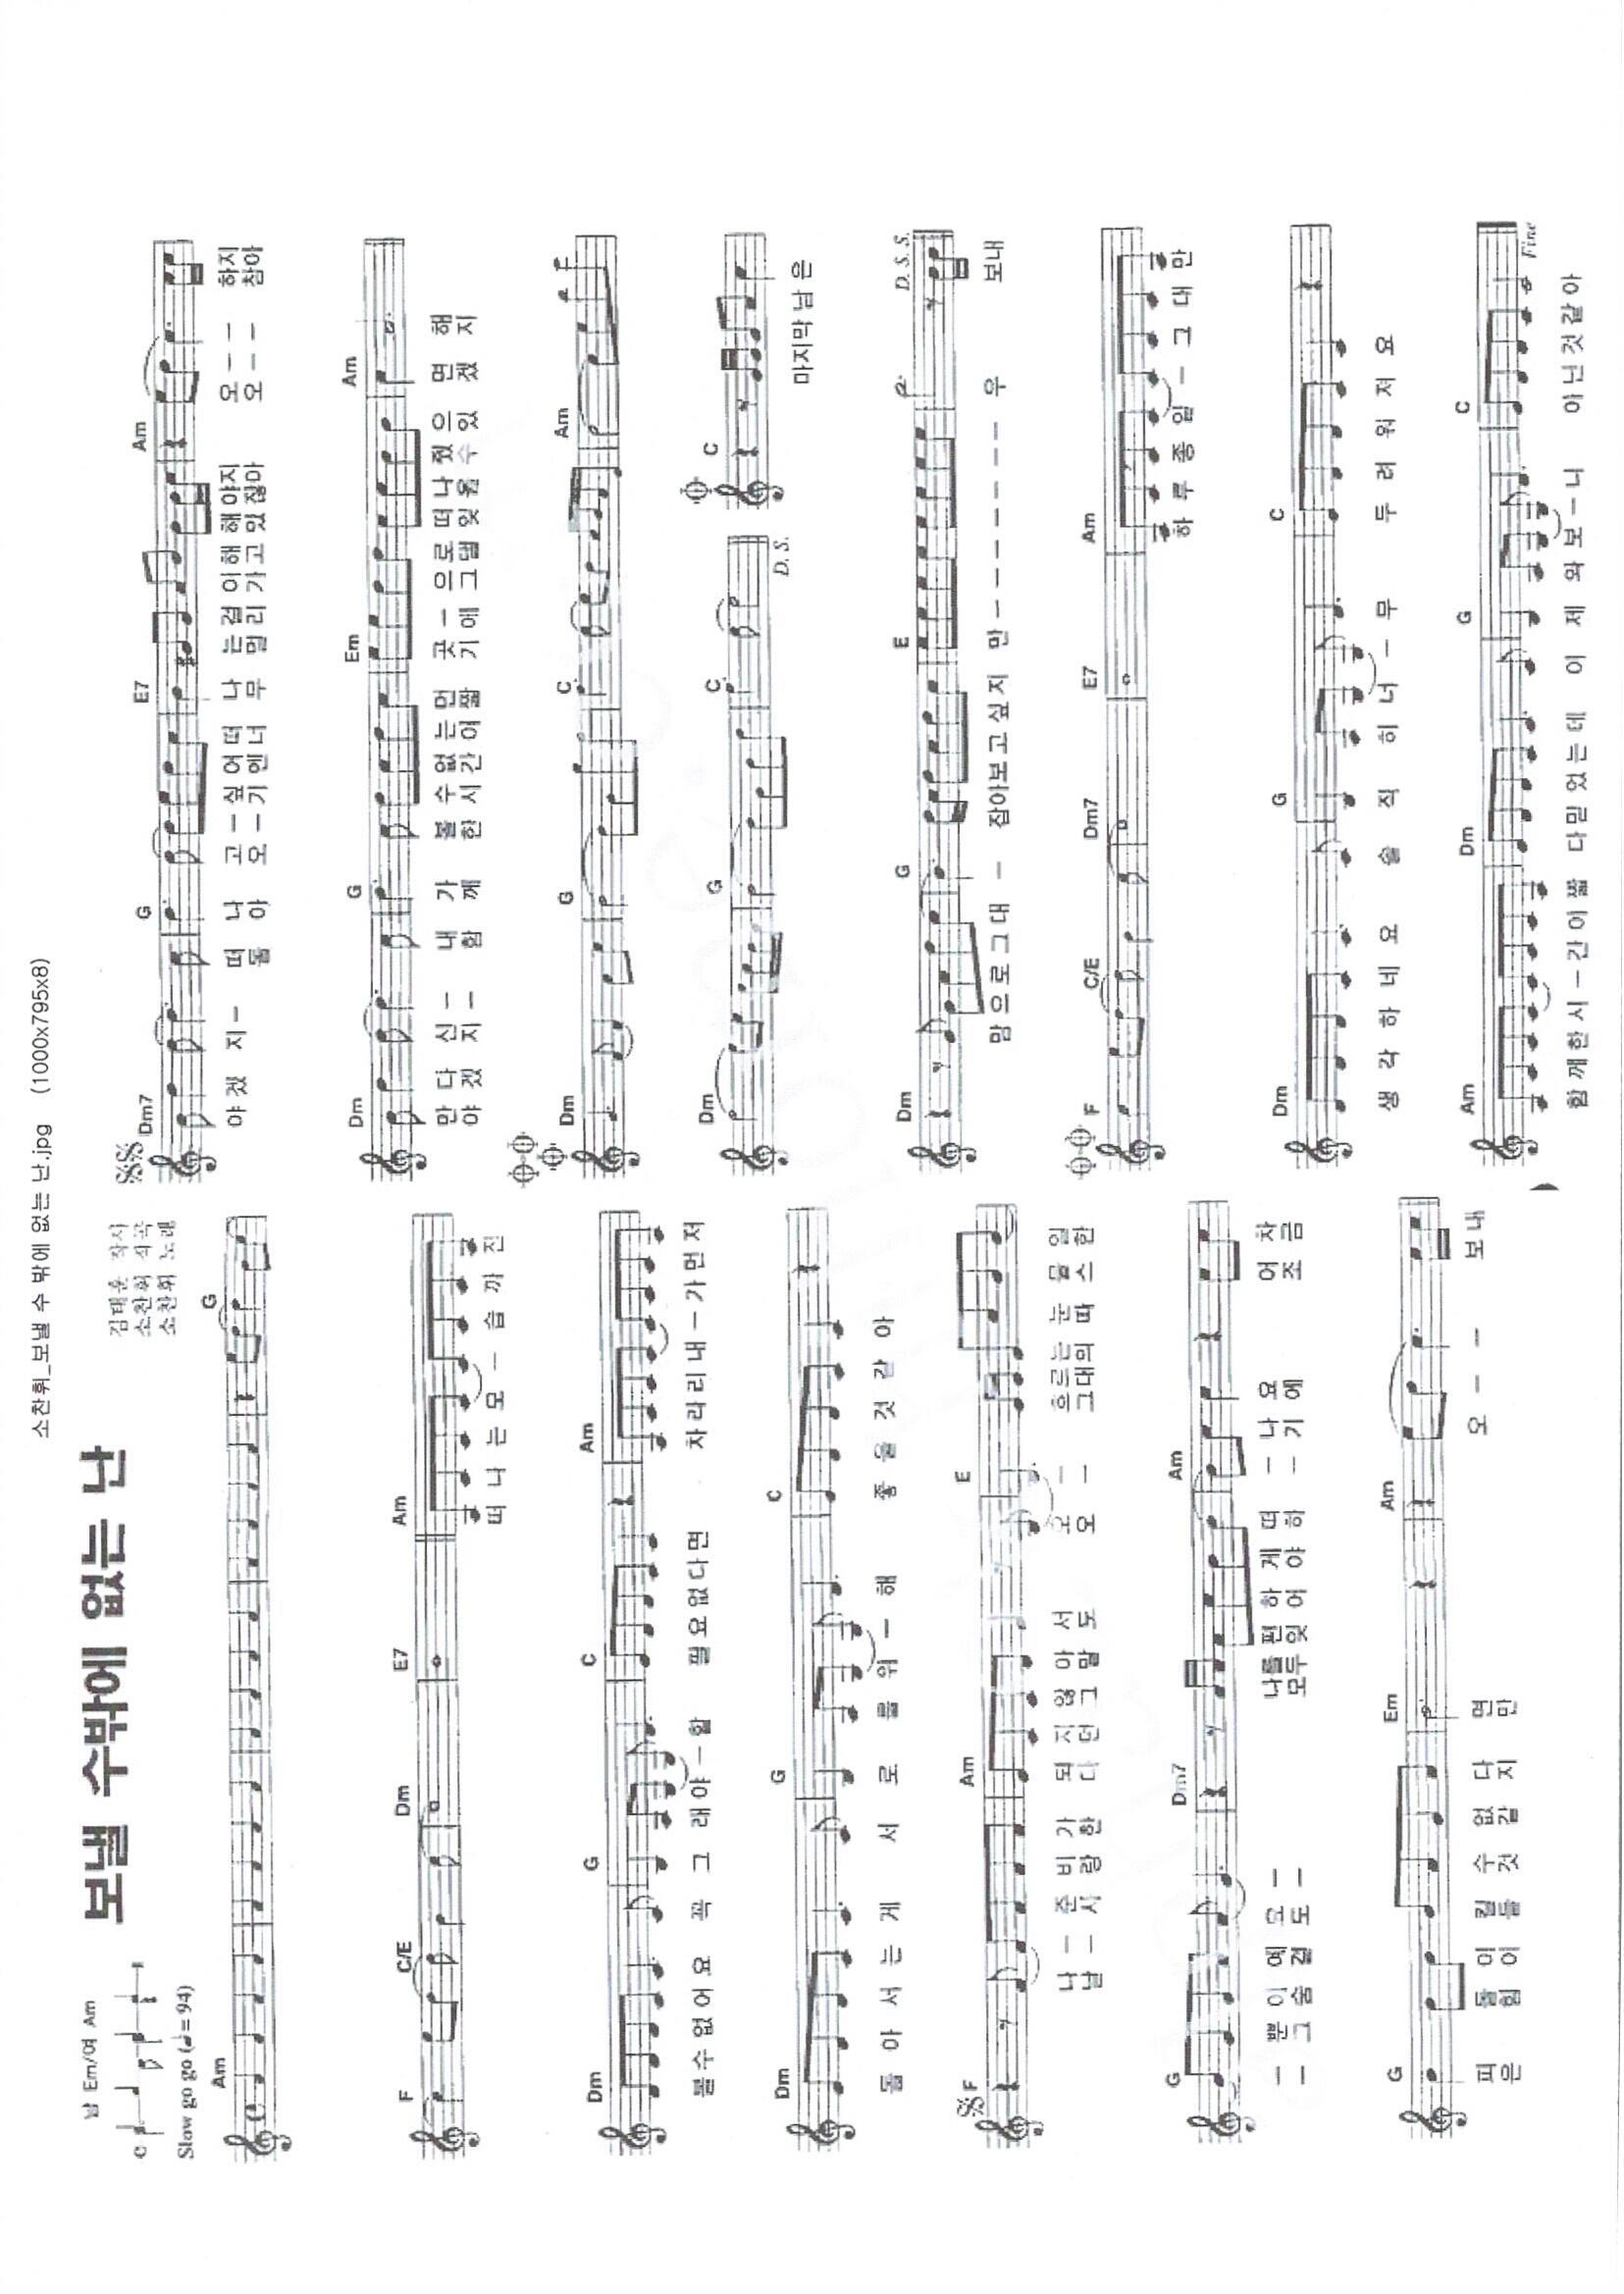 소찬휘_보낼 수 밖에 없는 난.jpg (1000x795x8)
남 Em/여 Am
보낼 수밖에 없는 난
김태훈 작사
소찬휘 작곡
소찬휘 노래
Slow go go (♩= 94)
Am G
F C/E Dm E7 Am
떠 나 는 모 – 습 까 진
Dm G C Am
볼 수 없 어 요 꼭 그 래 야 – 할 필 요 없 다 면 차 라 리 내 – 가 먼 저
Dm G C
돌 아 서 는 게 서 로 를 위 – 해 좋 을 것 같 아
F Am E
나 – 준 비 가 되 지 않 아 서 오 – 흐르는 눈 물 일
날 – 사 랑 한 다 던 그 말 도 오 – 그대의 따 스 한
G Dm7 Am
– 뿐 이 예 요 – 나를 편 하 게 떠 – 나 요 어 차
– 그 숨 결 도 – 모두 잊 어 야 하 – 기 에 조 금
G Em Am
피 돌 이 킬 수 없 다 면 오 – – 보 내
은 힘 이 들 것 같 지 만
Dm7 G E7 Am
야 겠 지 – 떠 나 고 – 싶 어 떠 나 는 걸 이 해 해 야지 오 – – 하지
돌 아 오 – 기 엔 너 무 멀 리 가 고 있 잖아 오 – – 참아
Dm G Em Am
만 다 신 – 내 가 볼 수 없 는 먼 곳 – 으 로 떠 나 줬 으 면 해
야 겠 지 – 함 께 한 시 간 이 짧 기 에 그 댈 잊 을 수 있 겠 지
Dm G C Am
Dm G C
D. S.
C
마지막 남 은
Dm G E
D. S. S.
맘 으 로 그 대 – 잡아 보 고 싶 지 만 – – – – – – – 우 보내
F C/E Dm7 E7 Am
하 루 종 일 – 그 대 만
Dm G C
생 각 하 네 요 솔 직 히 너 – 무 두 려 워 져 요
Am Dm G C
Fine
함 께 한 시 – 간 이 짧 다 믿 었 는 데 이 제 와 보 – 니 아 닌 것 같 아